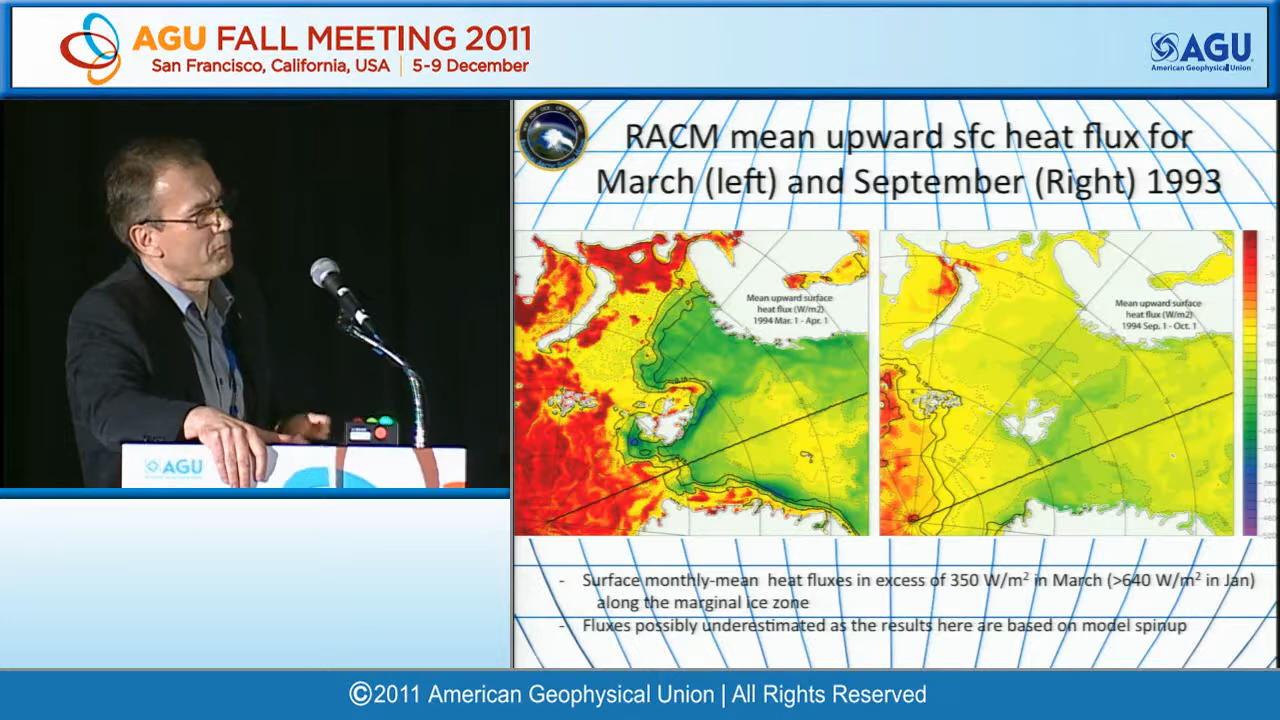 AGU FALL MEETING 2011
San Francisco, California, USA | 5-9 December
AGU
American Geophysical Union
RACM mean upward sfc heat flux for
March (left) and September (Right) 1993
Mean upward surface
heat flux (W/m2)
1994 Mar. 1 - Apr. 1
Mean upward surface
heat flux (W/m2)
1994 Sep. 1 - Oct. 1
AGU
- Surface monthly-mean heat fluxes in excess of 350 W/m² in March (>640 W/m² in Jan)
along the marginal ice zone
- Fluxes possibly underestimated as the results here are based on model spinup
©2011 American Geophysical Union | All Rights Reserved